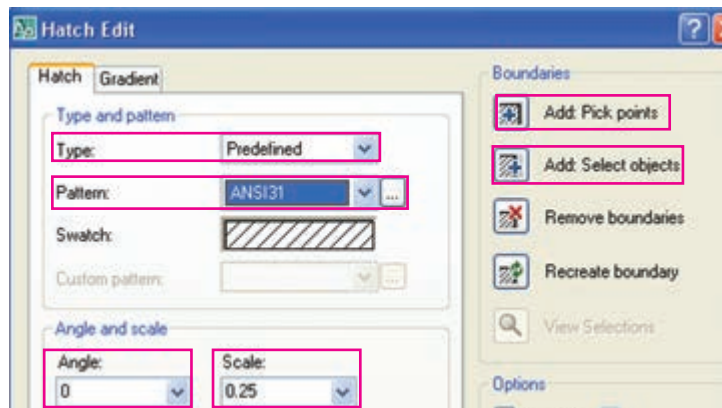 Hatch Edit
Hatch Gradient
Type and pattern
Type: Predefined
Pattern: ANSI31 ...
Swatch:
Custom pattern: ...
Angle and scale
Angle: Scale:
0 0.25
Boundaries
Add: Pick points
Add: Select objects
Remove boundaries
Recreate boundary
View Selections
Options